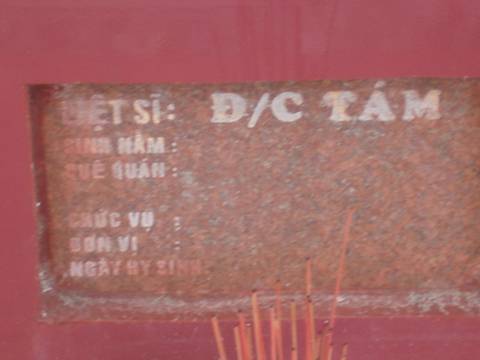 LIỆT SĨ: Đ/C TÁM
SINH NĂM :
QUÊ QUÁN :
CHỨC VỤ :
ĐƠN VỊ :
NGÀY HY SINH: